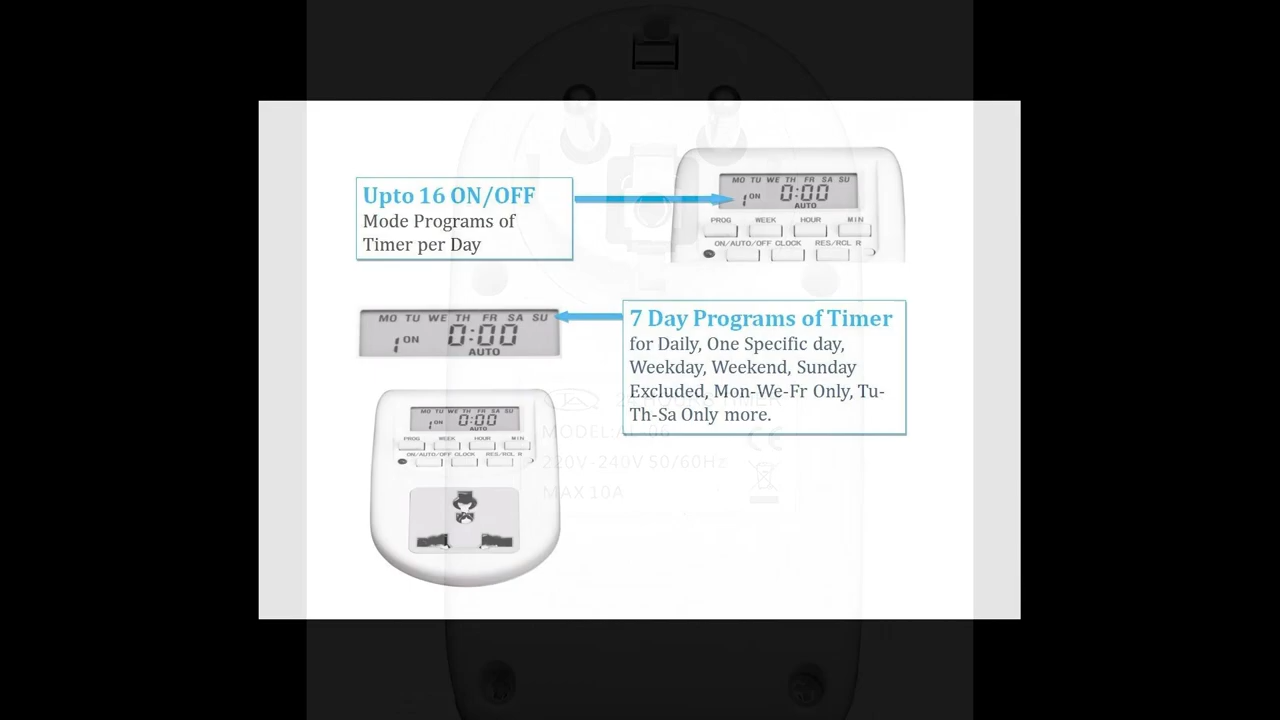 Upto 16 ON/OFF
Mode Programs of
Timer per Day
MO TU WE TH FR SA SU
1 ON 0:00
AUTO
PROG WEEK HOUR MIN
ON/AUTO/OFF CLOCK RES/RCL R
MO TU WE TH FR SA SU
1 ON 0:00
AUTO
7 Day Programs of Timer
for Daily, One Specific day,
Weekday, Weekend, Sunday
Excluded, Mon-We-Fr Only, Tu-
Th-Sa Only more.
MO TU WE TH FR SA SU
1 ON 0:00
AUTO
PROG WEEK HOUR MIN
ON/AUTO/OFF CLOCK RES/RCL R
220V-240V 50/60Hz
MAX 10A
CE